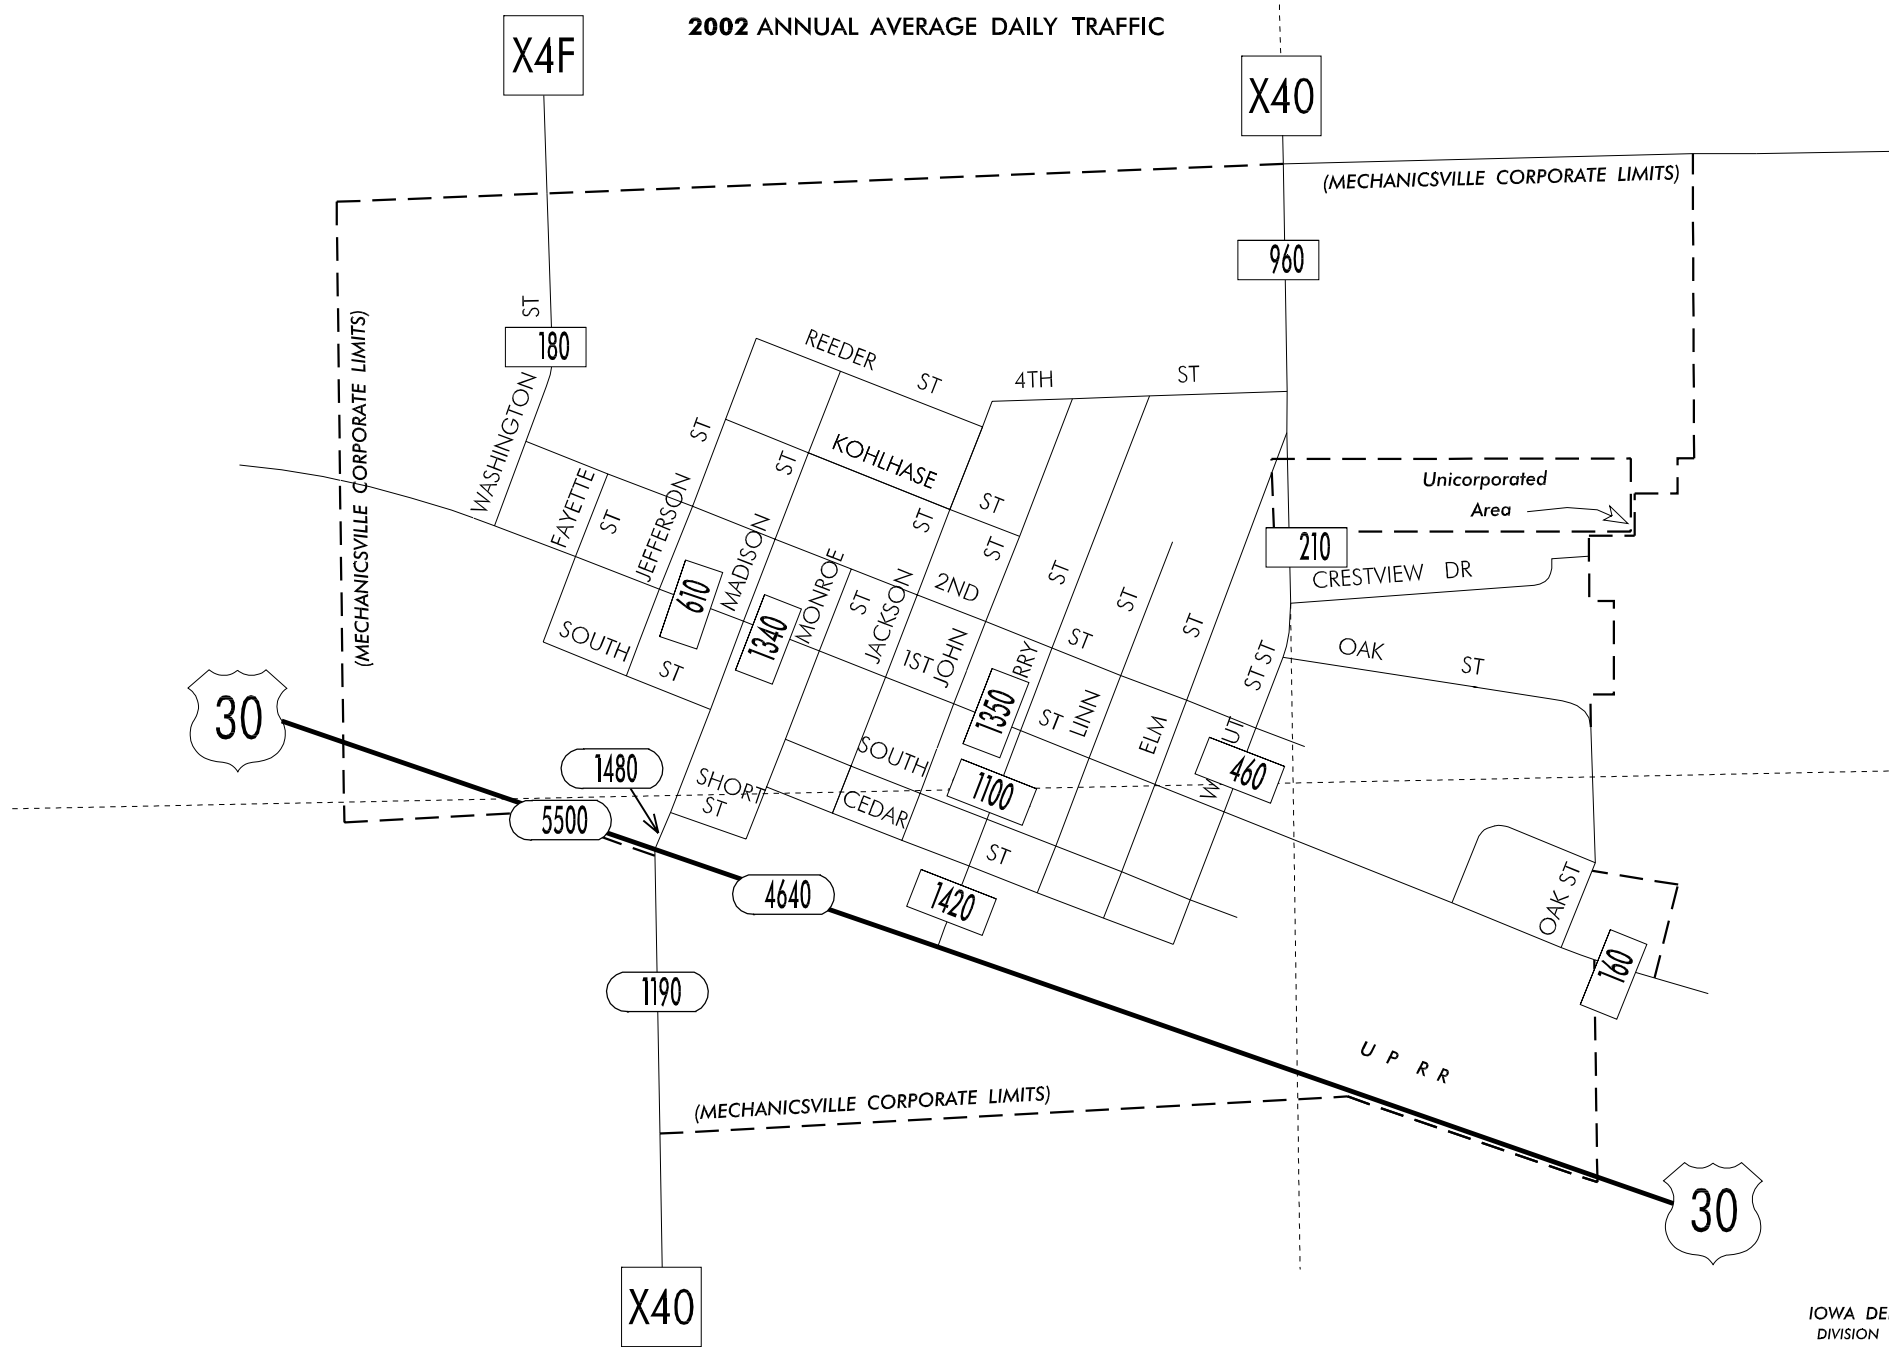 2002 ANNUAL AVERAGE DAILY TRAFFIC
X4F
X40
(MECHANICSVILLE CORPORATE LIMITS)
960
180
WASHINGTON ST
(MECHANICSVILLE CORPORATE LIMITS)
REEDER ST
4TH ST
KOHLHASE ST
Unicorporated
Area
210
CRESTVIEW DR
OAK ST
FAYETTE ST
JEFFERSON ST
MADISON ST
MONROE ST
JACKSON ST
JOHN ST
RRY ST
LINN ST
ELM ST
W UT ST ST
2ND ST
1ST ST
610
1340
1350
SOUTH ST
SOUTH
30
1480
SHORT ST
CEDAR ST
1100
460
5500
4640
1420
OAK ST
160
1190
U P R R
(MECHANICSVILLE CORPORATE LIMITS)
30
X40
IOWA DE
DIVISION